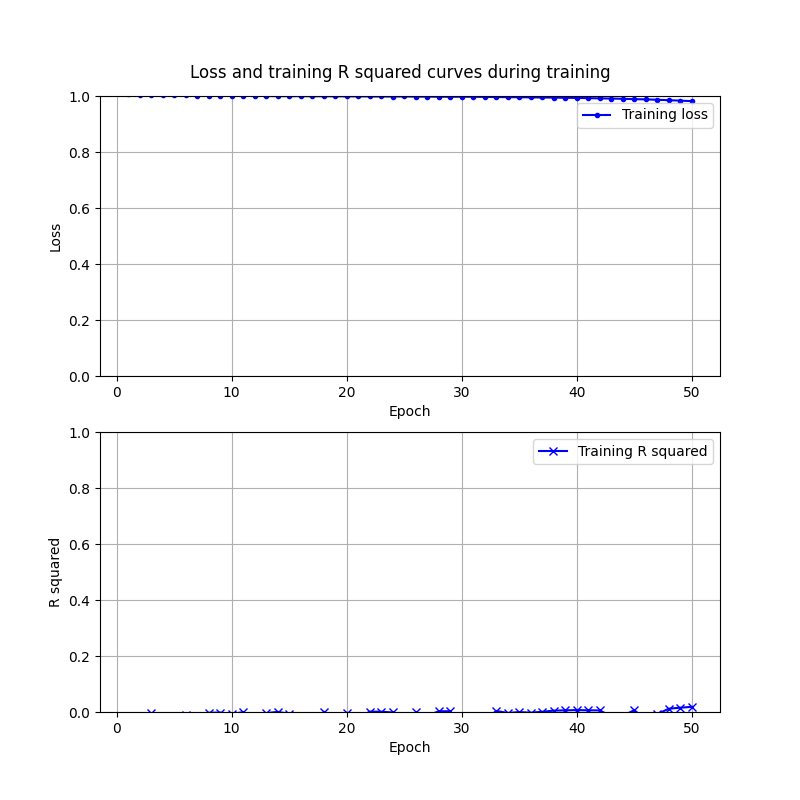 Loss and training R squared curves during training
1.0
0.8
0.6
0.4
0.2
0.0
Loss
Training loss
0 10 20 30 40 50
Epoch
1.0
0.8
0.6
0.4
0.2
0.0
R squared
Training R squared
0 10 20 30 40 50
Epoch